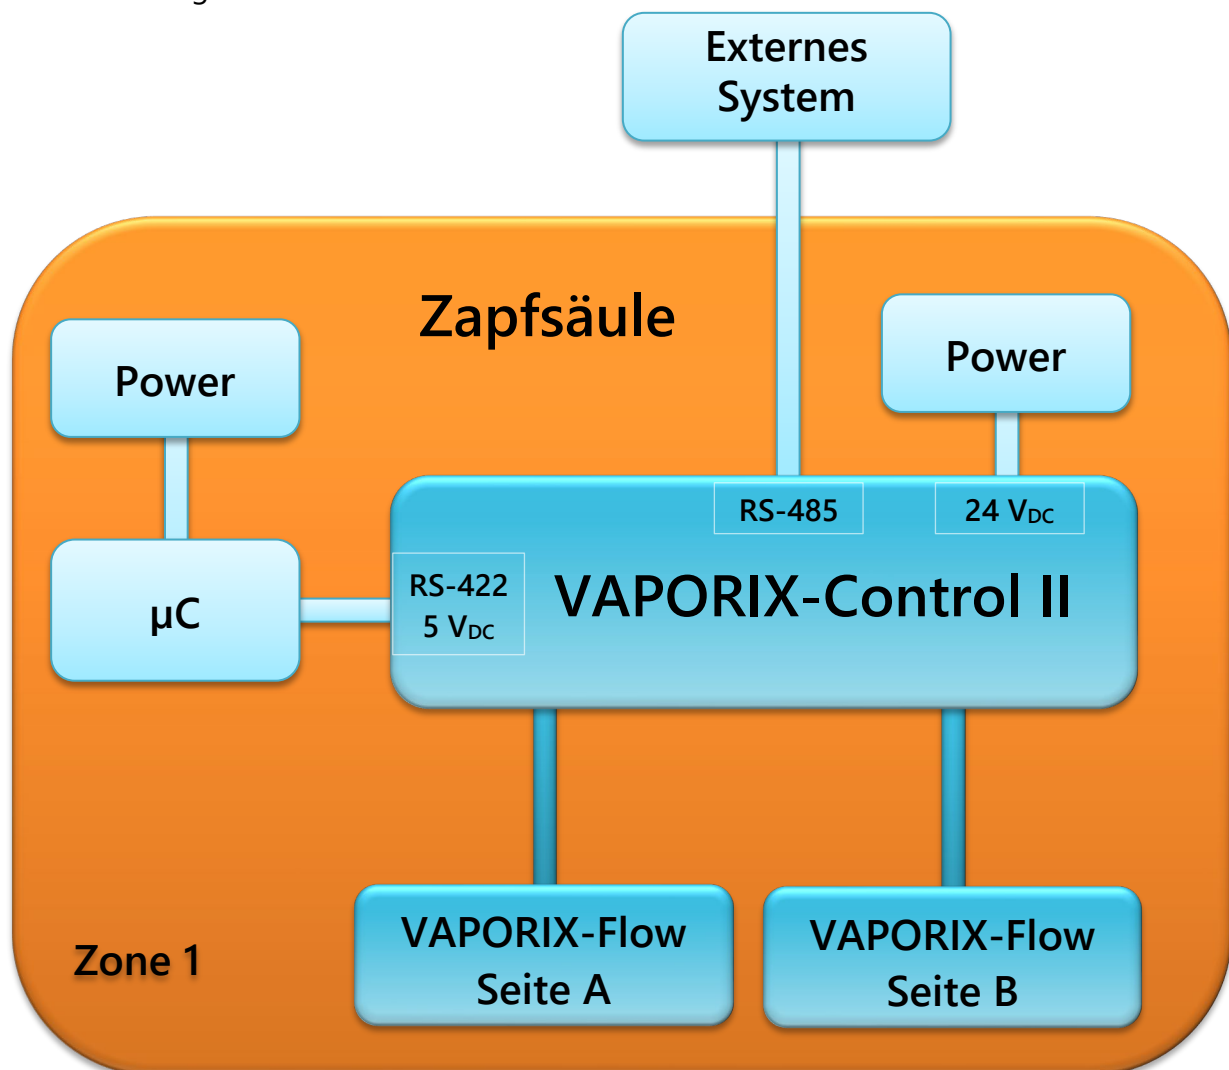 Externes
System
Zapfsäule
Power
Power
RS-485
24 VDC
RS-422
5 VDC
VAPORIX-Control II
µC
VAPORIX-Flow
Seite A
VAPORIX-Flow
Seite B
Zone 1